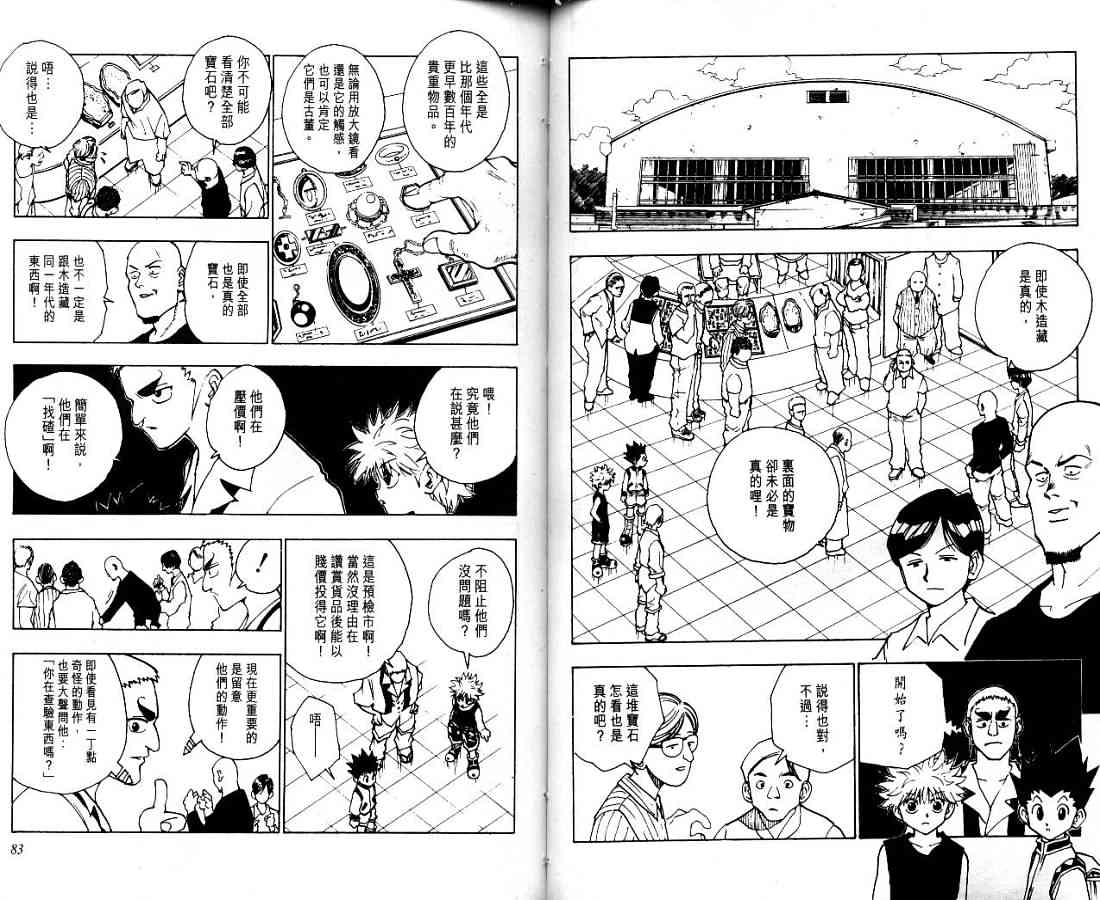 即使木造藏
是真的，
裏面的寶物
卻未必是
真的哩！
開始了嗎？
說得也對，
不過…
這堆寶石
怎看也是
真的吧？
這些全是
比那個年代
更早數百年的
貴重物品。
無論用放大鏡看
還是它的觸感，
也可以肯定
它們是古董。
你不可能
看清楚全部
寶石吧？
唔…
說得也是…
即使全部
也是真的
寶石，
也不一定是
跟木造藏
同一年代的
東西啊！
喂！
究竟他們
在說甚麼？
他們在
壓價啊！
簡單來說，
他們在
「找碴」啊！
不阻止他們
沒問題嗎？
這是預檢市啊！
當然沒理由在
讚賞貨品後能以
賤價投得它啊！
唔—
！
現在更重要的
是留意
他們的動作！
即使看見有一丁點
奇怪的動作，
也要大聲問他：
「你在查驗東西嗎？」
83